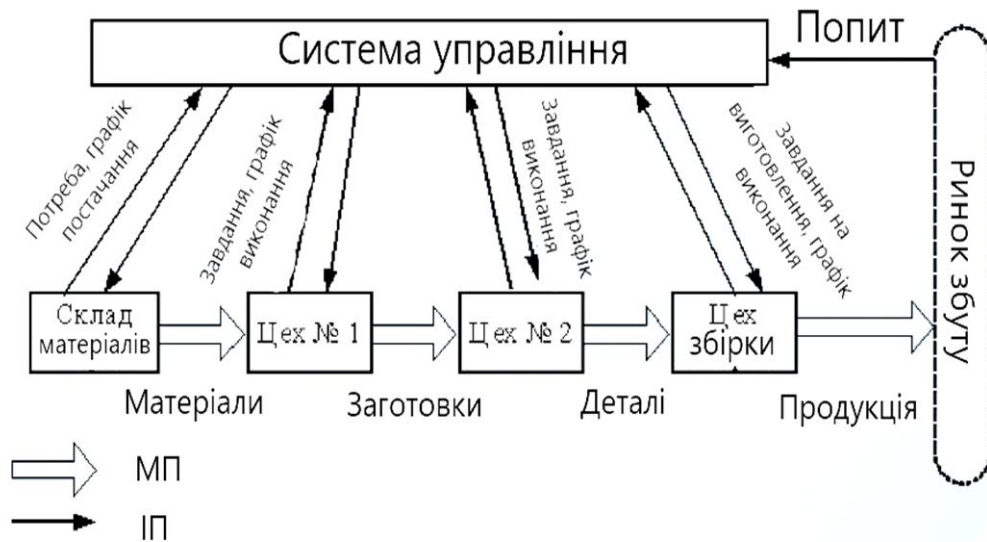 Система управління
Попит
Потреба, графік
постачання
Завдання, графік
виконання
Завдання, графік
виконання
Завдання на
виготовлення, графік
виконання
Ринок збуту
Склад
матеріалів
Цех № 1
Цех № 2
Цех
збірки
Матеріали
Заготовки
Деталі
Продукція
МП
ІП